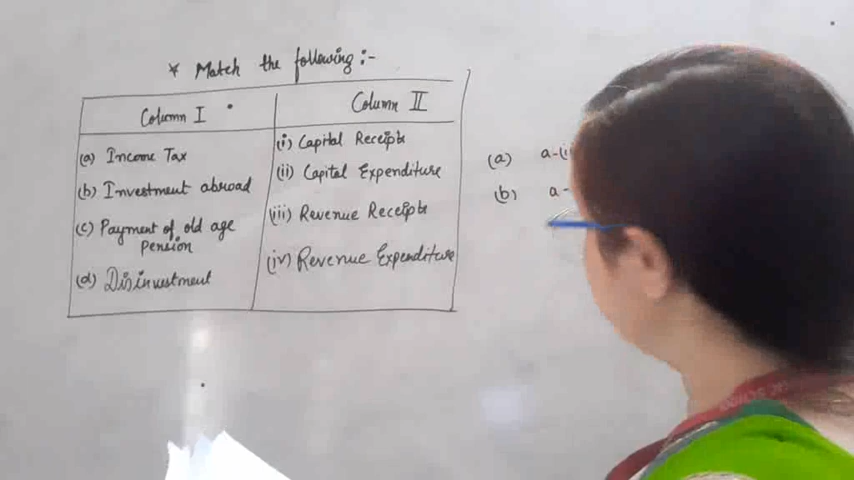 * Match the following :-
Column I
Column II
(a) Income Tax
(i) Capital Receipts
(b) Investment abroad
(ii) Capital Expenditure
(c) Payment of old age
pension
(iii) Revenue Receipts
(d) Disinvestment
(iv) Revenue Expenditure
(a) a-(i
(b) a-